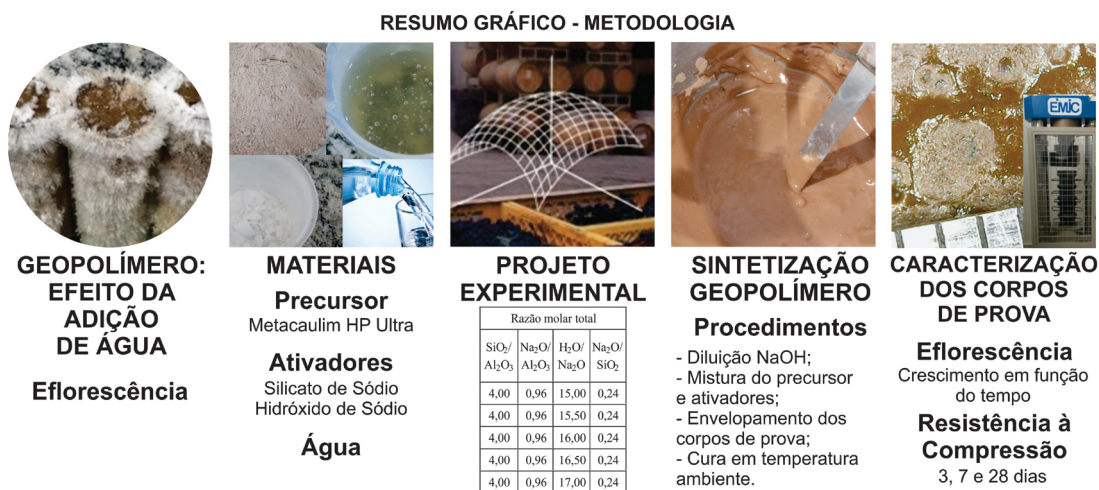 RESUMO GRÁFICO - METODOLOGIA
EMIC
GEOPOLÍMERO:
EFEITO DA
ADIÇÃO
DE ÁGUA
Eflorescência
MATERIAIS
Precursor
Metacaulim HP Ultra
Ativadores
Silicato de Sódio
Hidróxido de Sódio
Água
PROJETO
EXPERIMENTAL
Razão molar total
SiO2/ Na2O/ H2O/ Na2O/
Al2O3 Al2O3 Na2O SiO2
4,00 0,96 15,00 0,24
4,00 0,96 15,50 0,24
4,00 0,96 16,00 0,24
4,00 0,96 16,50 0,24
4,00 0,96 17,00 0,24
SINTETIZAÇÃO
GEOPOLÍMERO
Procedimentos
- Diluição NaOH;
- Mistura do precursor
e ativadores;
- Envelopamento dos
corpos de prova;
- Cura em temperatura
ambiente.
CARACTERIZAÇÃO
DOS CORPOS
DE PROVA
Eflorescência
Crescimento em função
do tempo
Resistência à
Compressão
3, 7 e 28 dias